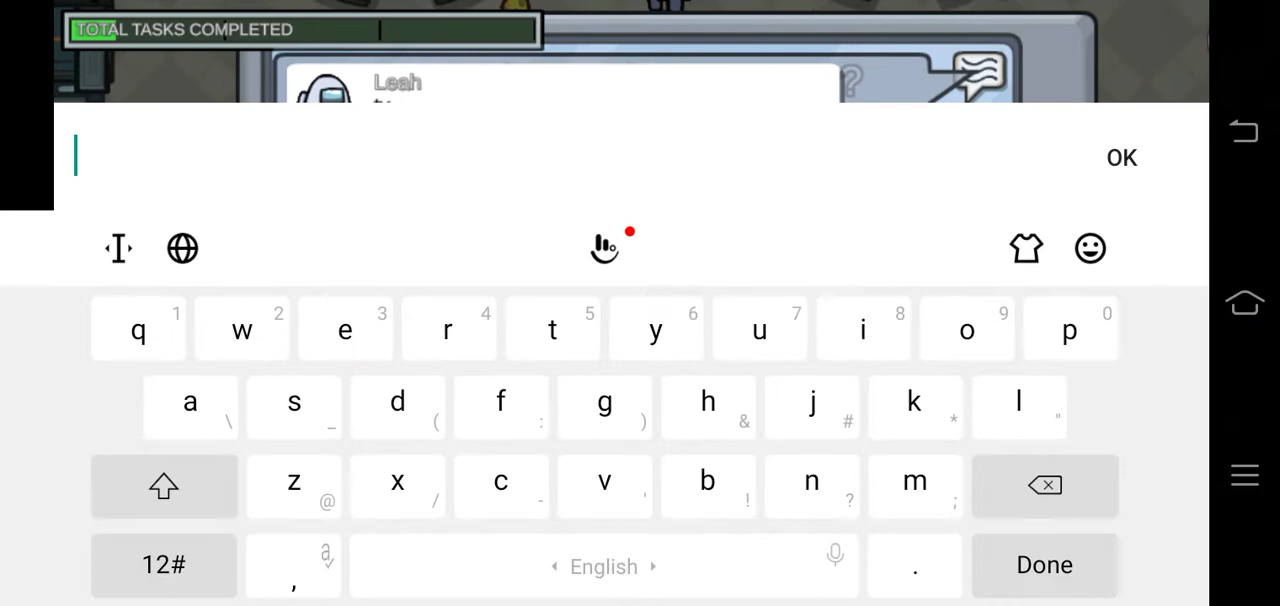 TOTAL TASKS COMPLETED
Leah
OK
q 1 w 2 e 3 r 4 t 5 y 6 u 7 i 8 o 9 p 0
a \ s _ d ( f : g ) h & j # k * l "
z @ x / c - v ' b ! n ? m ;
12# , a English . Done